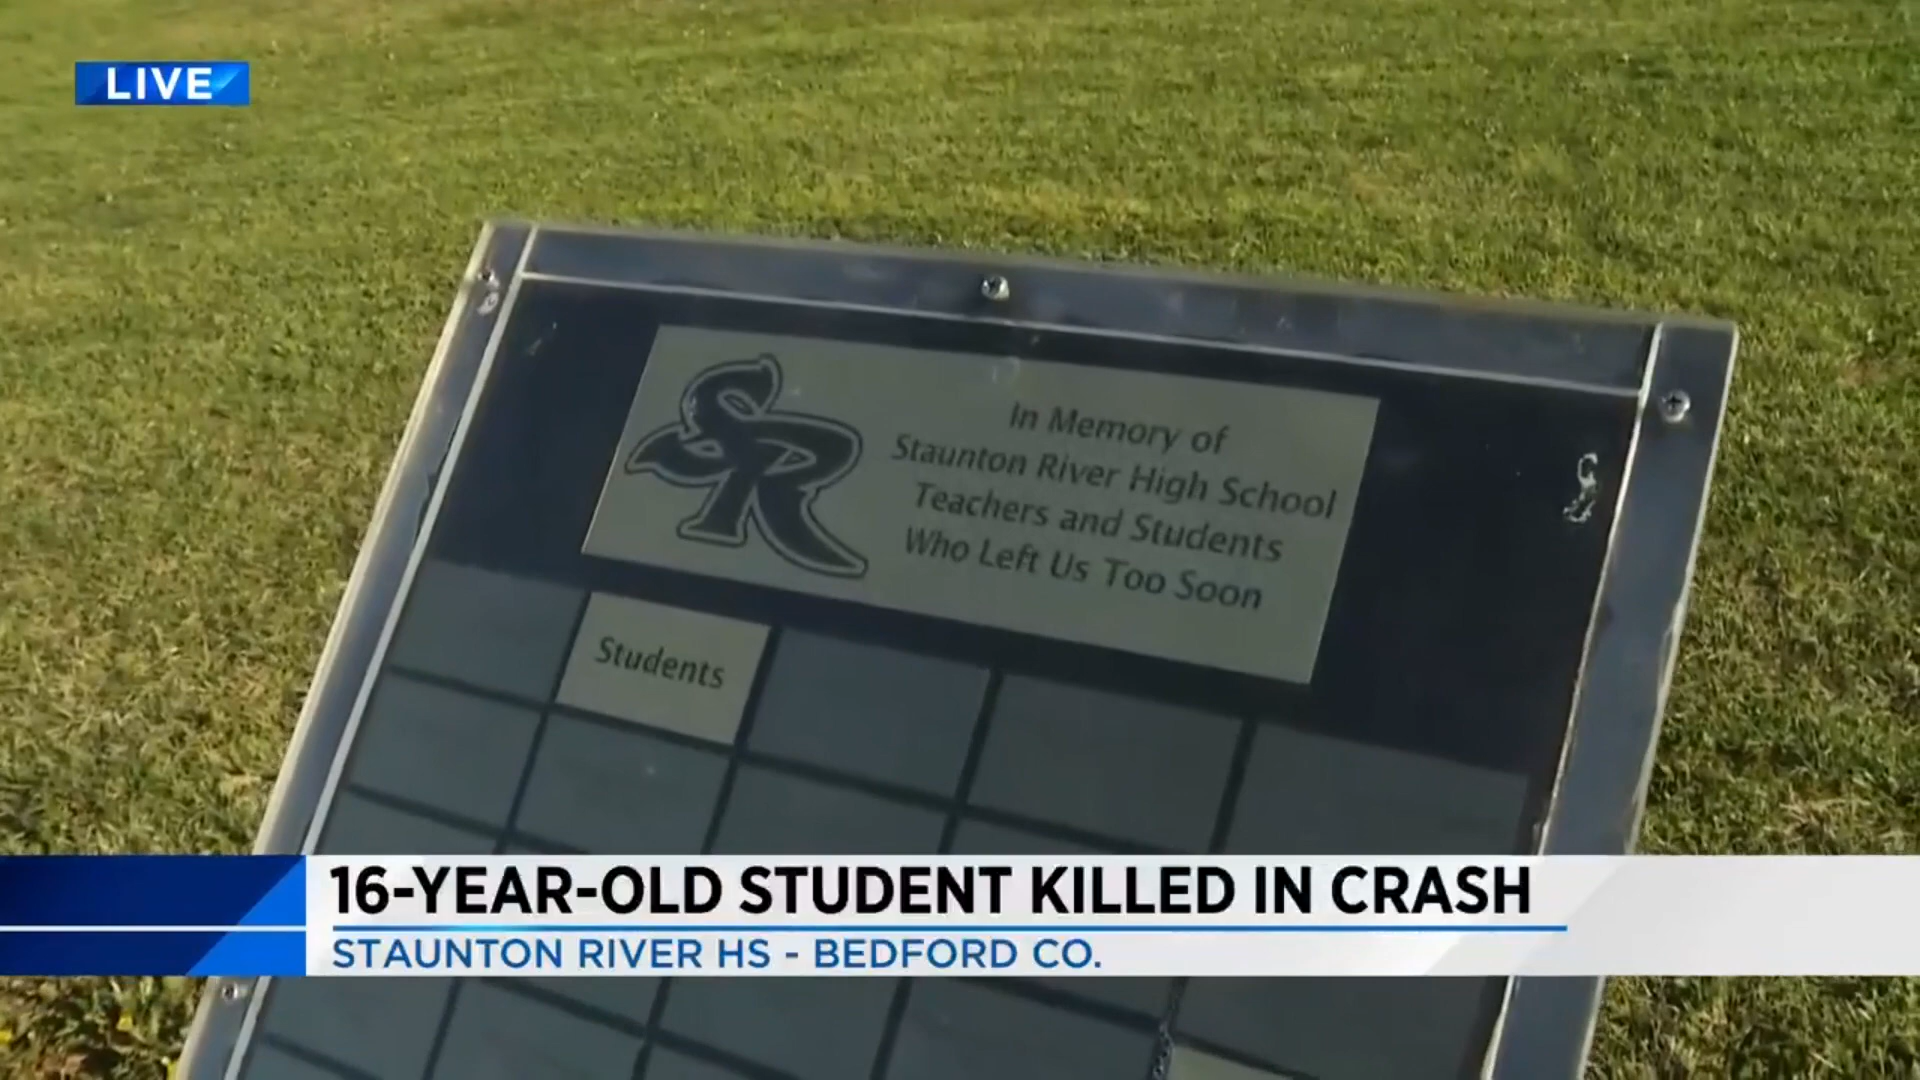 LIVE
SR
In Memory of
Staunton River High School
Teachers and Students
Who Left Us Too Soon
Students
16-YEAR-OLD STUDENT KILLED IN CRASH
STAUNTON RIVER HS - BEDFORD CO.